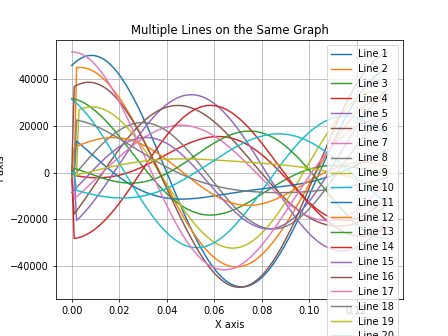 Multiple Lines on the Same Graph
40000
20000
0
−20000
−40000
axis
0.00
0.02
0.04
0.06
0.08
0.10
X axis
Line 1
Line 2
Line 3
Line 4
Line 5
Line 6
Line 7
Line 8
Line 9
Line 10
Line 11
Line 12
Line 13
Line 14
Line 15
Line 16
Line 17
Line 18
Line 19
Line 20